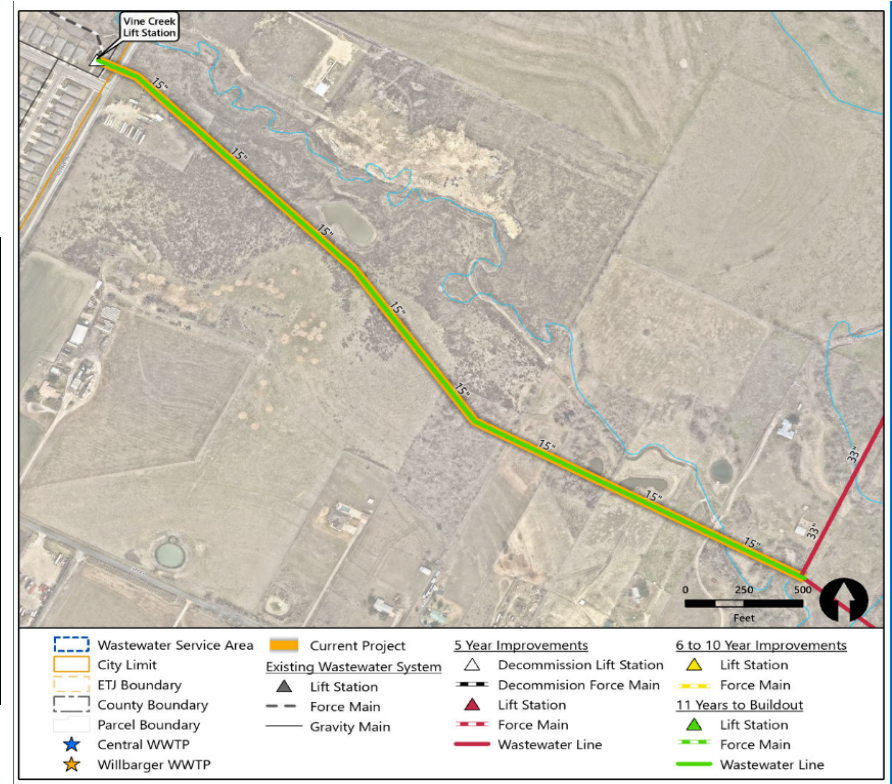 Vine Creek
Lift Station
15"
15"
15"
15"
15"
15"
15"
15"
33"
33"
0 250 500
Feet
Wastewater Service Area
City Limit
ETJ Boundary
County Boundary
Parcel Boundary
Central WWTP
Willbarger WWTP
Current Project
Existing Wastewater System
Lift Station
Force Main
Gravity Main
5 Year Improvements
Decommission Lift Station
Decommision Force Main
Lift Station
Force Main
Wastewater Line
6 to 10 Year Improvements
Lift Station
Force Main
11 Years to Buildout
Lift Station
Force Main
Wastewater Line